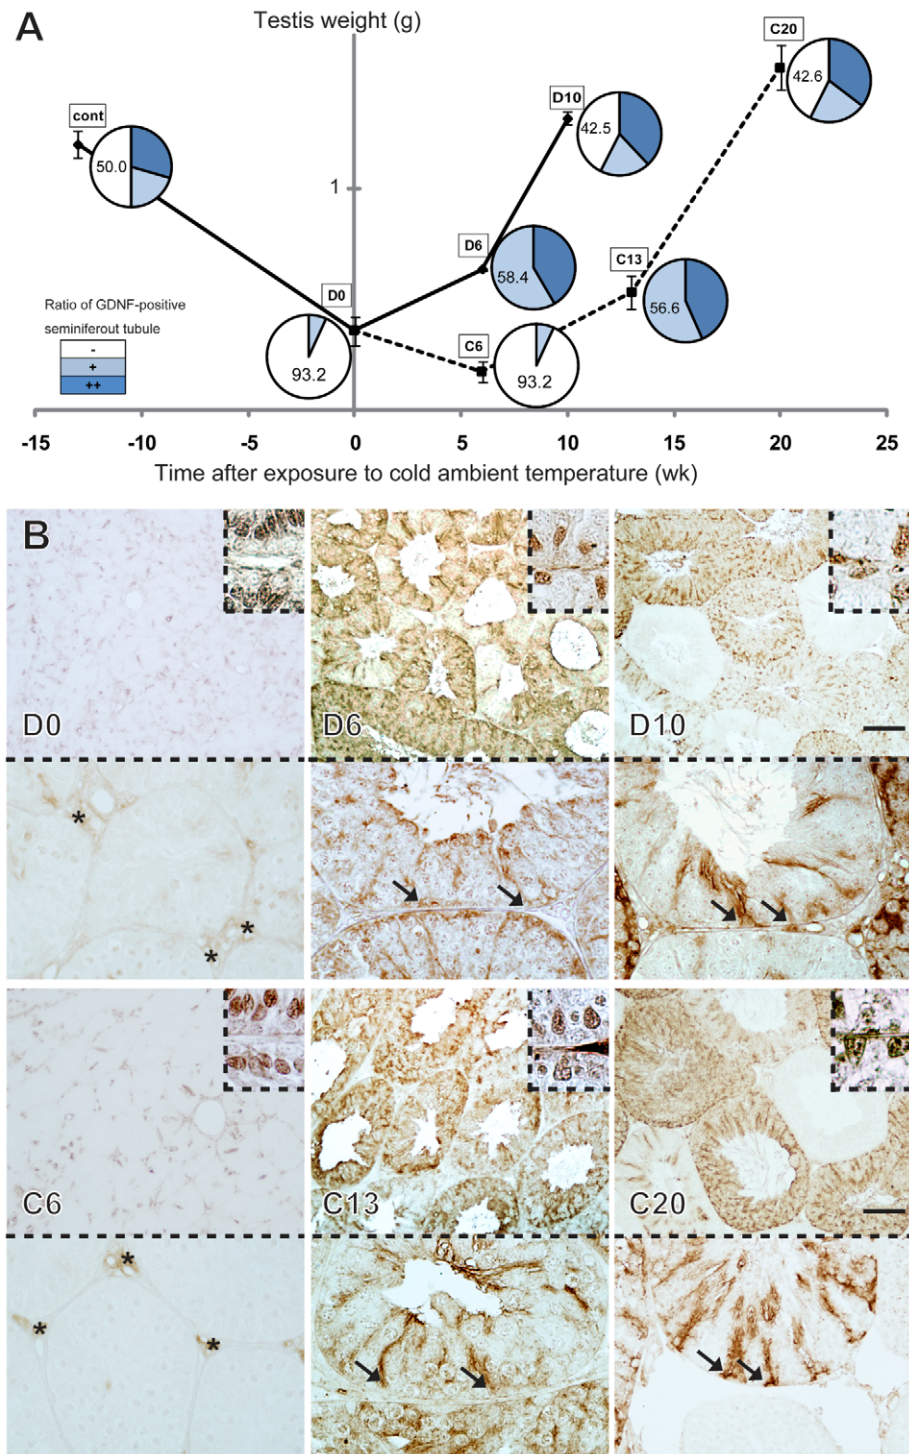 A
Testis weight (g)
C20
42.6
D10
cont
42.5
50.0
1
D6
C13
58.4
56.6
D0
Ratio of GDNF-positive
seminiferout tubule
-
+
++
C6
93.2
93.2
-15
-10
-5
0
5
10
15
20
25
Time after exposure to cold ambient temperature (wk)
B
D0
D6
D10
*
*
*
C6
C13
C20
*
*
*